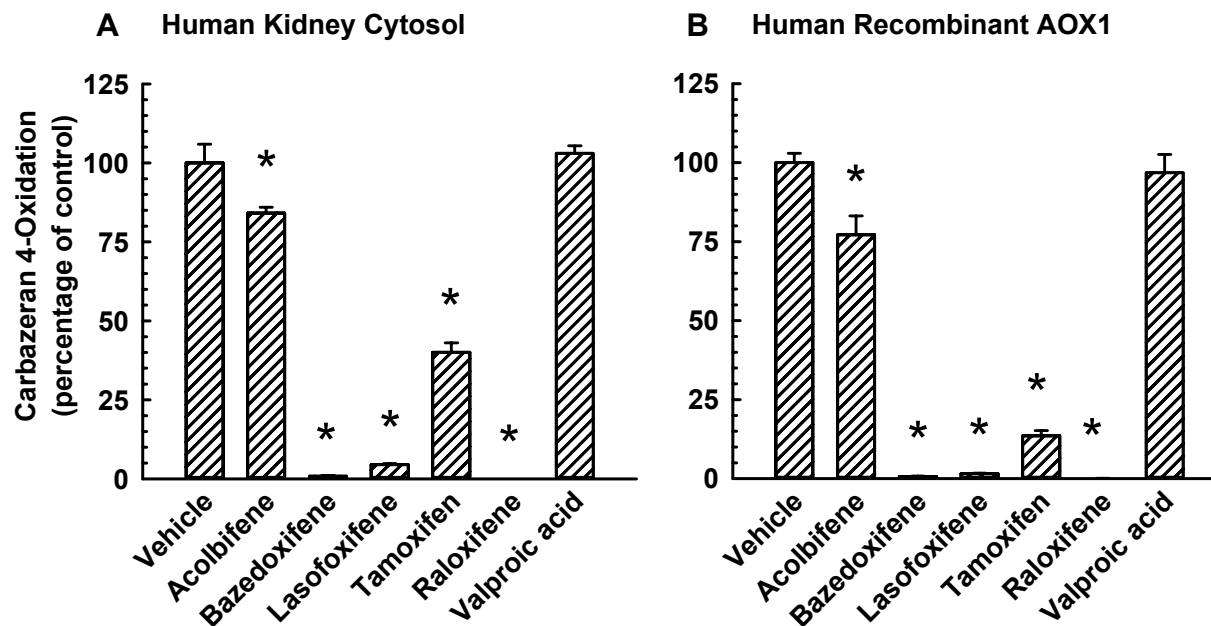 A Human Kidney Cytosol
B Human Recombinant AOX1
Carbazeran 4-Oxidation
(percentage of control)
125
100
75
50
25
0
*
*
*
*
*
Vehicle
Acolbifene
Bazedoxifene
Lasofoxifene
Tamoxifen
Raloxifene
Valproic acid
125
100
75
50
25
0
*
*
*
*
*
Vehicle
Acolbifene
Bazedoxifene
Lasofoxifene
Tamoxifen
Raloxifene
Valproic acid